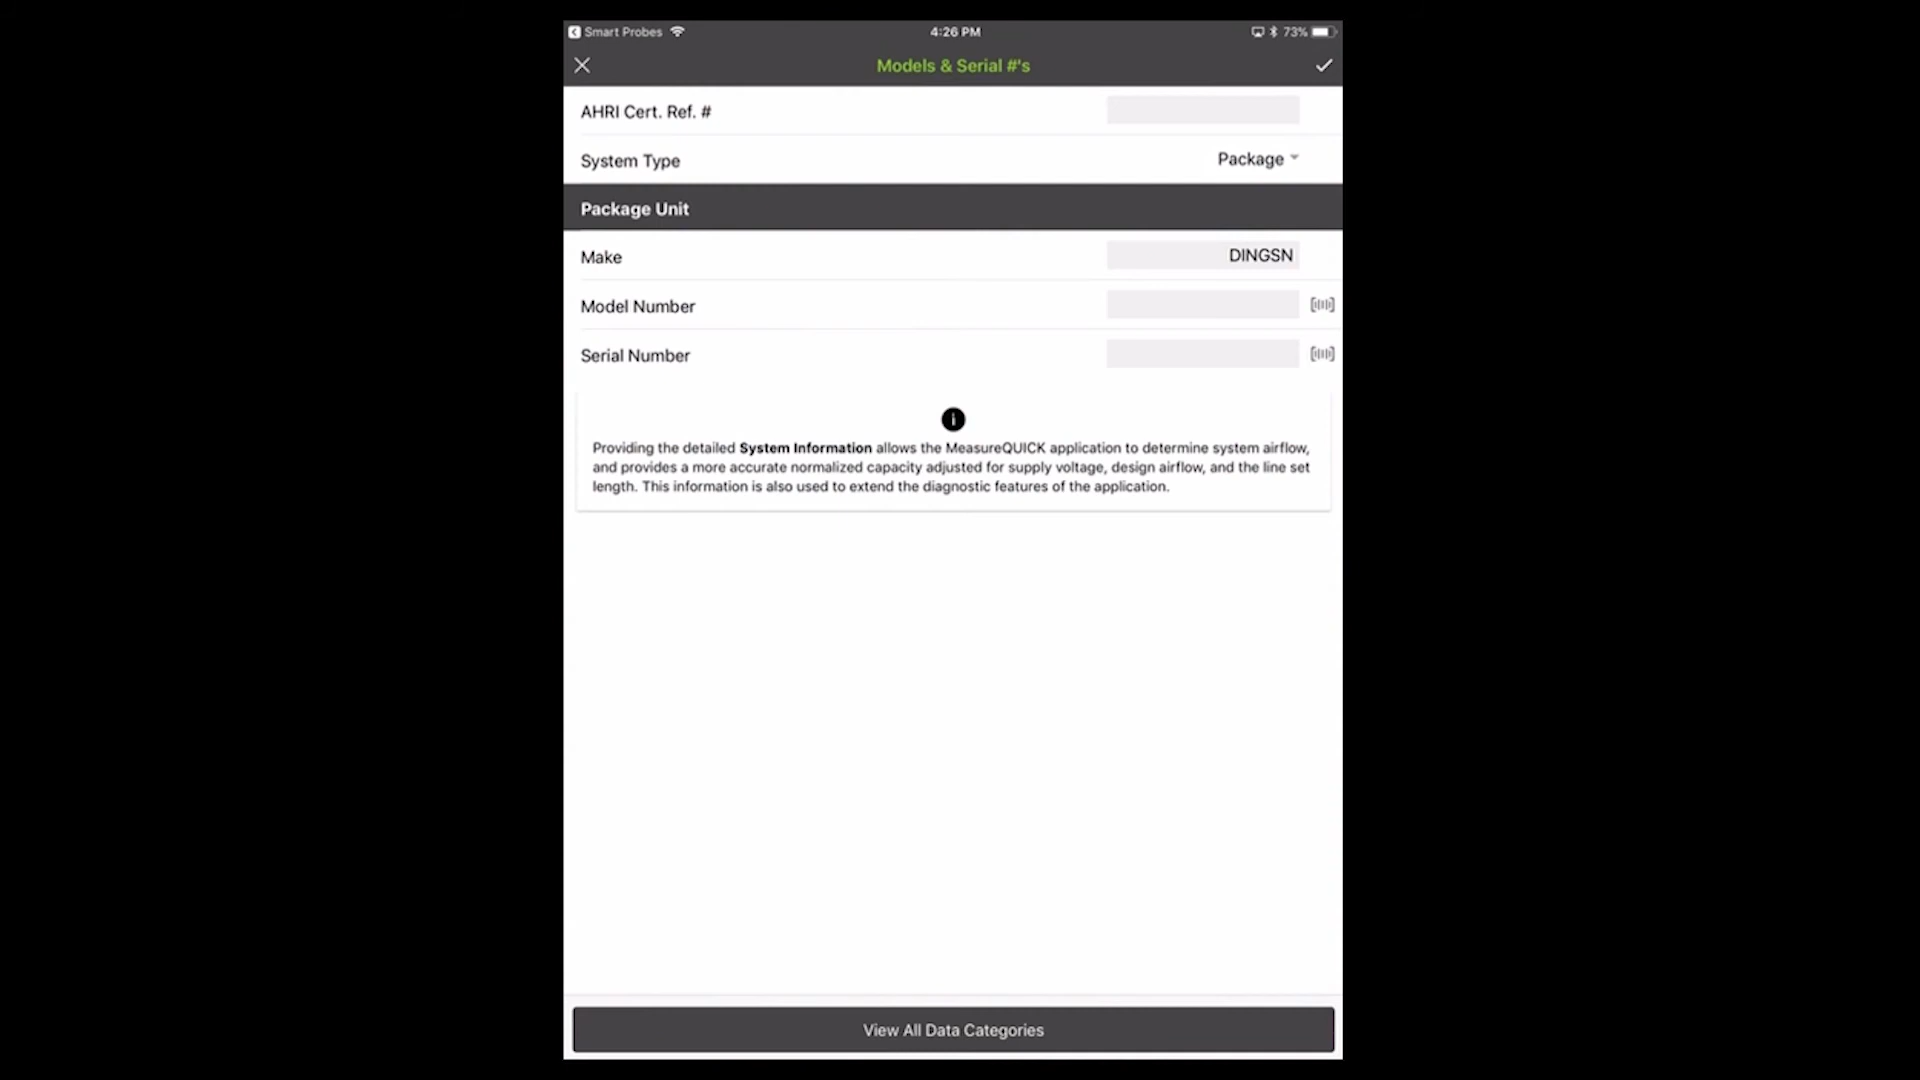 Smart Probes
4:26 PM
73%
Models & Serial #'s
AHRI Cert. Ref. #
System Type
Package
Package Unit
Make
DINGSN
Model Number
Serial Number
Providing the detailed System Information allows the MeasureQUICK application to determine system airflow,
and provides a more accurate normalized capacity adjusted for supply voltage, design airflow, and the line set
length. This information is also used to extend the diagnostic features of the application.
View All Data Categories